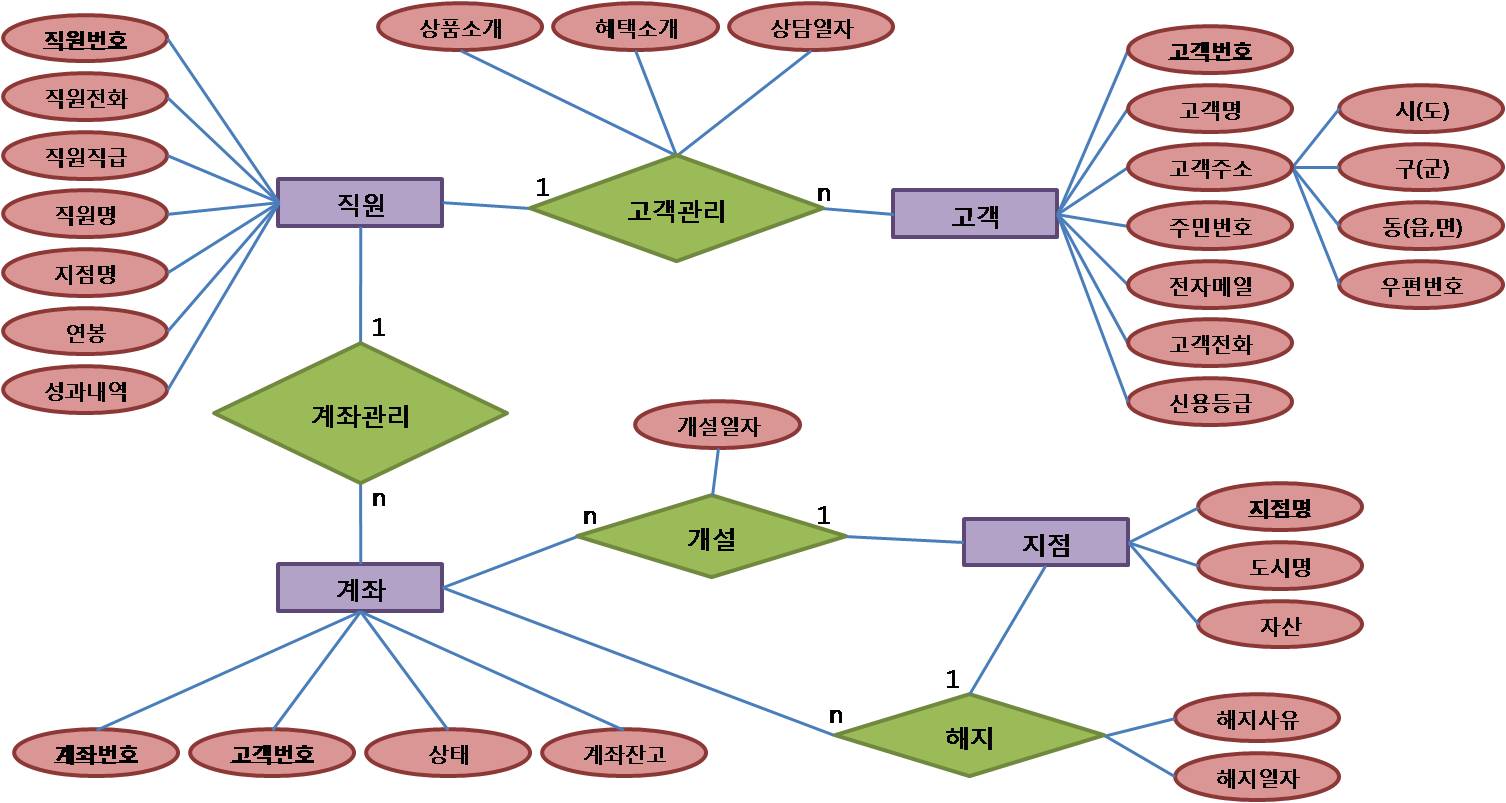 직원번호
직원전화
직원직급
직원명
지점명
연봉
성과내역
직원
상품소개
혜택소개
상담일자
1
고객관리
n
고객
고객번호
고객명
고객주소
주민번호
전자메일
고객전화
신용등급
시(도)
구(군)
동(읍,면)
우편번호
1
계좌관리
n
계좌
계좌번호
고객번호
상태
계좌잔고
개설일자
n
개설
1
지점
지점명
도시명
자산
1
n
해지
해지사유
해지일자